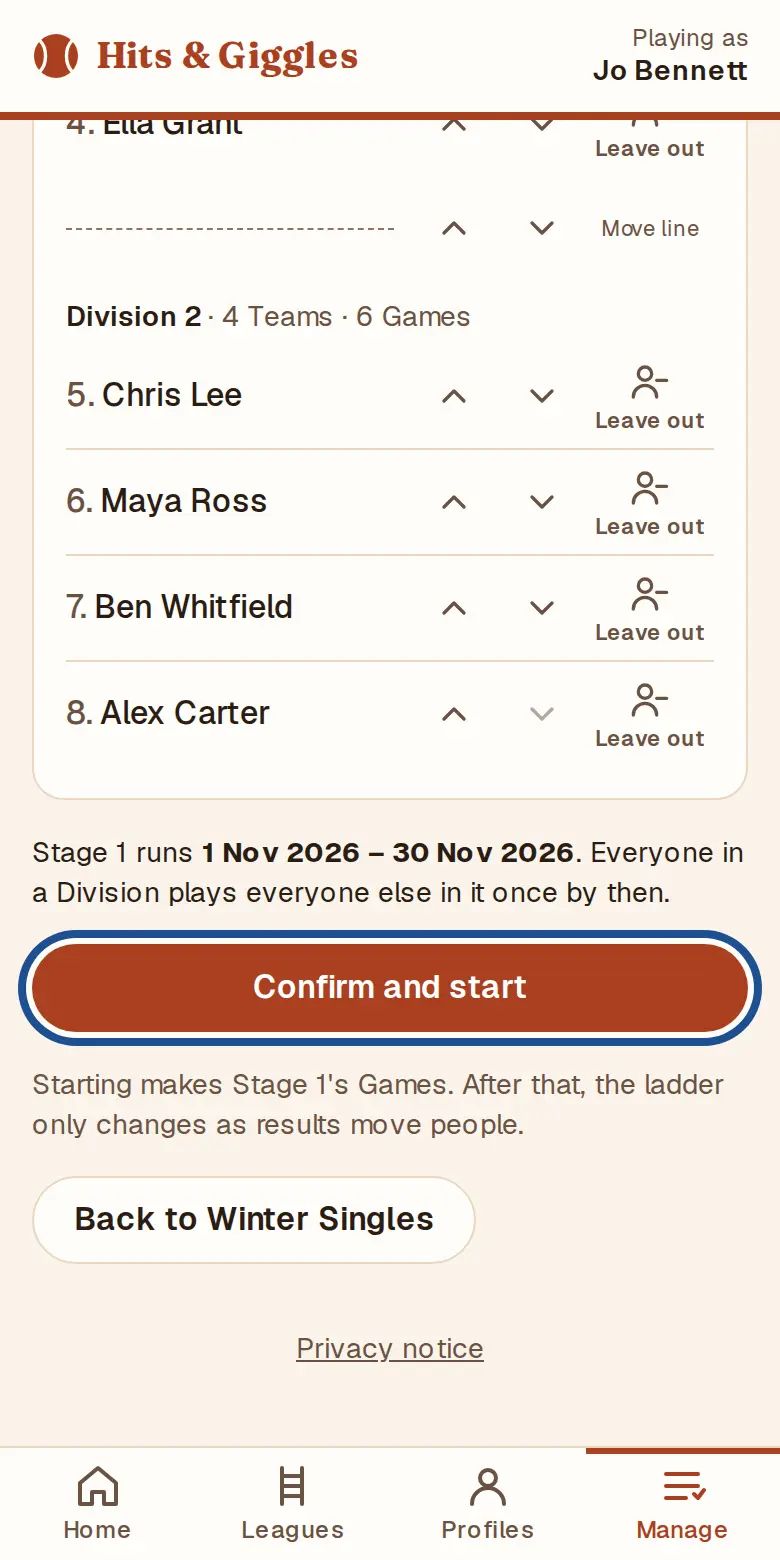 Hits & Giggles
Playing as
Jo Bennett
4. Ella Grant
Leave out
Move line
Division 2 · 4 Teams · 6 Games
5. Chris Lee
Leave out
6. Maya Ross
Leave out
7. Ben Whitfield
Leave out
8. Alex Carter
Leave out
Stage 1 runs 1 Nov 2026 – 30 Nov 2026. Everyone in
a Division plays everyone else in it once by then.
Confirm and start
Starting makes Stage 1's Games. After that, the ladder
only changes as results move people.
Back to Winter Singles
Privacy notice
Home
Leagues
Profiles
Manage